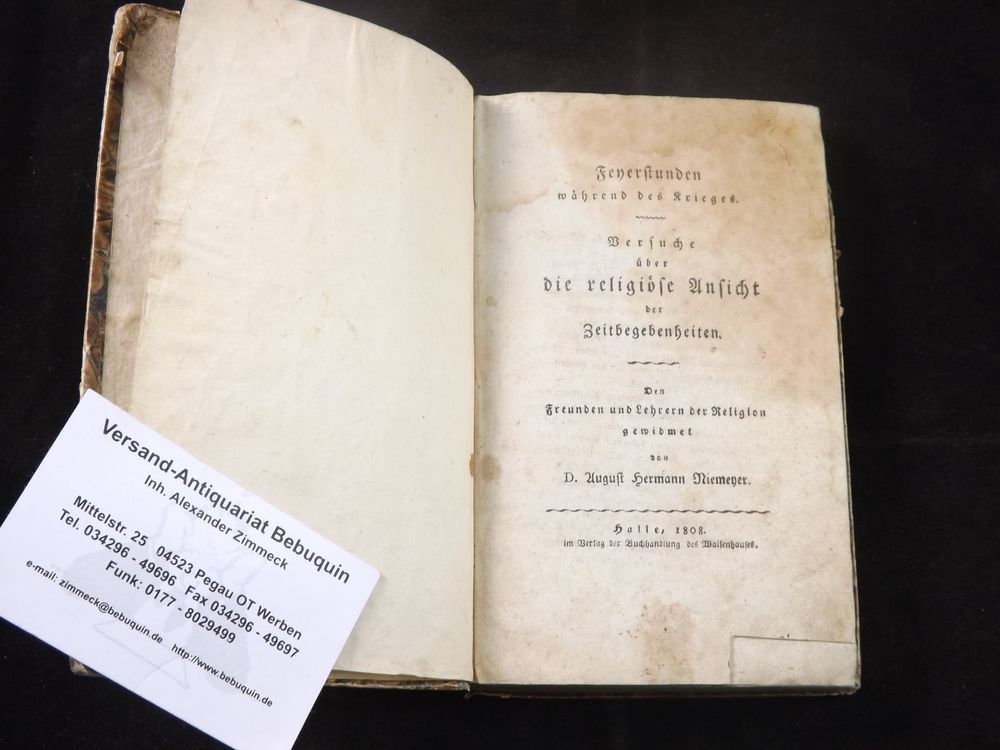 Feyerstunden
während des Krieges.
Versuche
über
die religiöse Ansicht
der
Zeitbegebenheiten.
Den
Freunden und Lehrern der Religion
gewidmet
von
D. August Hermann Niemeyer.
Halle, 1808.
im Verlag der Buchhandlung des Waisenhauses.
Versand-Antiquariat Bebuquin
Inh. Alexander Zimmeck
Mittelstr. 25 04523 Pegau OT Werben
Tel. 034296 - 49696 Fax 034296 - 49697
Funk: 0177 - 8029499
e-mail: zimmeck@bebuquin.de http://www.bebuquin.de